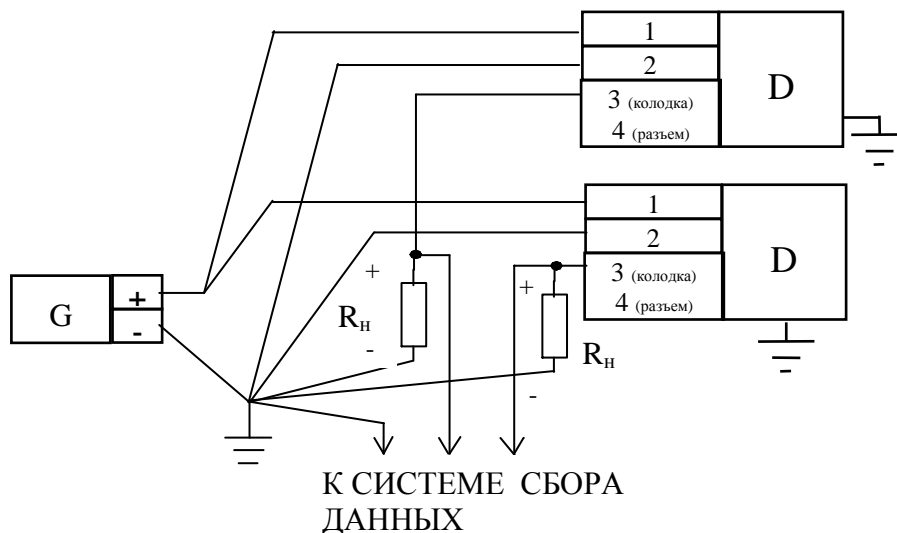 1
2
3 (колодка)
4 (разъем)
D
1
2
3 (колодка)
4 (разъем)
D
G
+
-
+
Rн
-
+
Rн
-
К СИСТЕМЕ СБОРА
ДАННЫХ